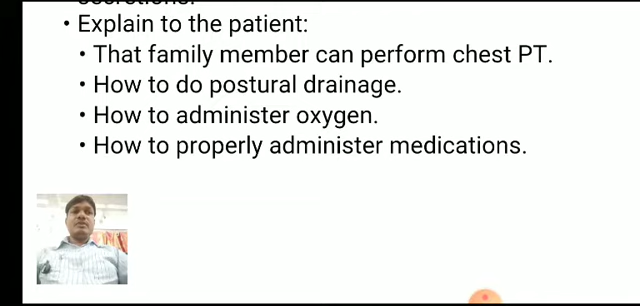 • Explain to the patient:
• That family member can perform chest PT.
• How to do postural drainage.
• How to administer oxygen.
• How to properly administer medications.